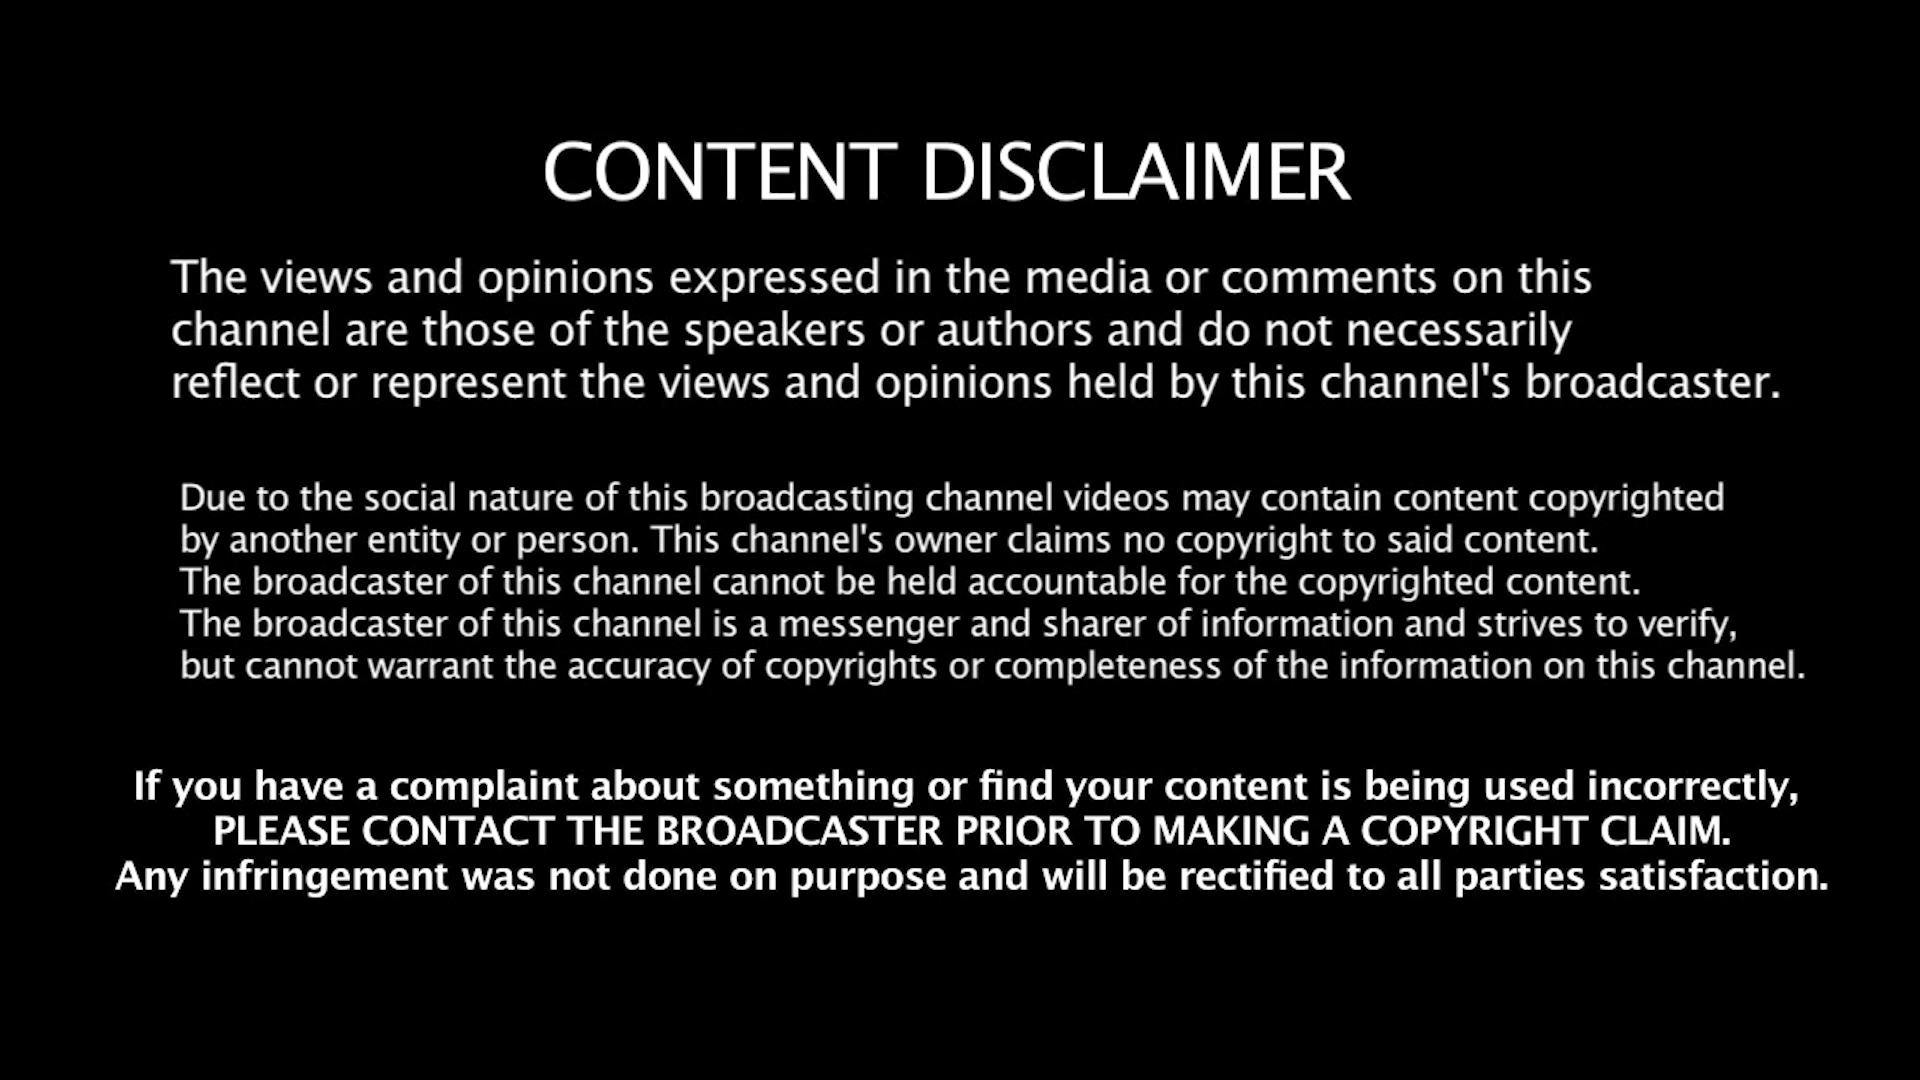 CONTENT DISCLAIMER
The views and opinions expressed in the media or comments on this
channel are those of the speakers or authors and do not necessarily
reflect or represent the views and opinions held by this channel's broadcaster.
Due to the social nature of this broadcasting channel videos may contain content copyrighted
by another entity or person. This channel's owner claims no copyright to said content.
The broadcaster of this channel cannot be held accountable for the copyrighted content.
The broadcaster of this channel is a messenger and sharer of information and strives to verify,
but cannot warrant the accuracy of copyrights or completeness of the information on this channel.
If you have a complaint about something or find your content is being used incorrectly,
PLEASE CONTACT THE BROADCASTER PRIOR TO MAKING A COPYRIGHT CLAIM.
Any infringement was not done on purpose and will be rectified to all parties satisfaction.